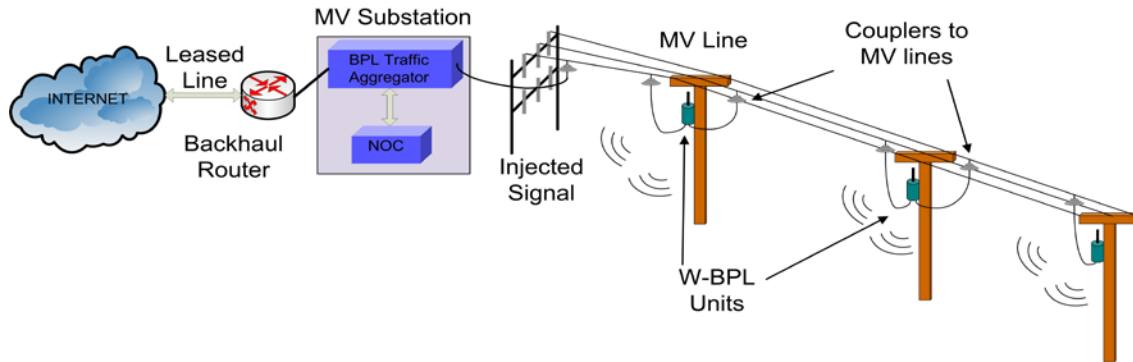 MV Substation
Leased
Line
INTERNET
BPL Traffic
Aggregator
NOC
Backhaul
Router
Injected
Signal
MV Line
Couplers to
MV lines
W-BPL
Units